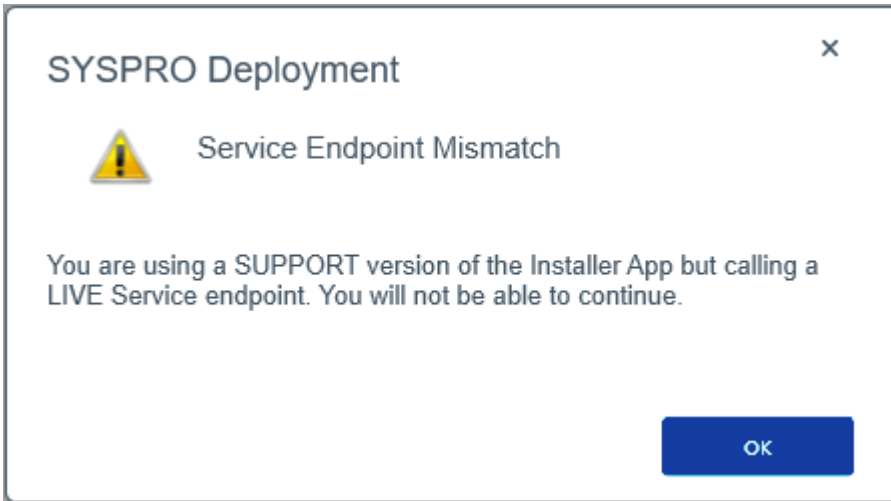 SYSPRO Deployment
Service Endpoint Mismatch
You are using a SUPPORT version of the Installer App but calling a
LIVE Service endpoint. You will not be able to continue.
OK